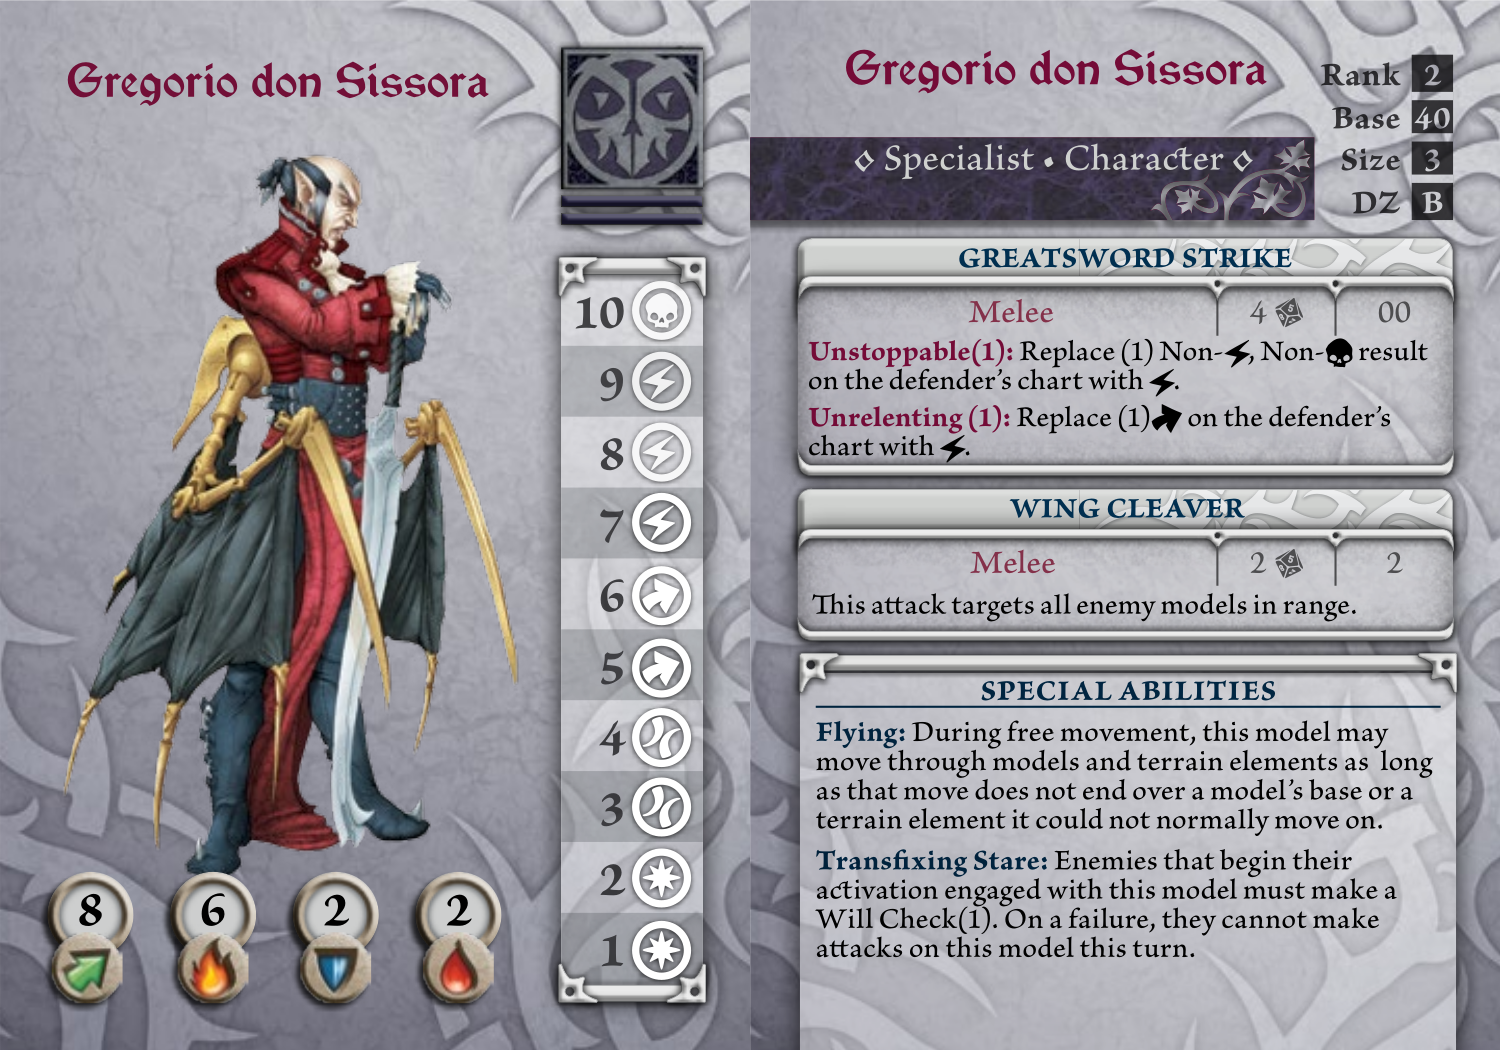 Gregorio don Sissora
10
9
8
7
6
5
4
3
2
1
8 6 2 2
Gregorio don Sissora
Rank 2
Base 40
Size 3
DZ B
Specialist • Character
GREATSWORD STRIKE
Melee 4 00
Unstoppable(1): Replace (1) Non- , Non- result
on the defender's chart with .
Unrelenting (1): Replace (1) on the defender's
chart with .
WING CLEAVER
Melee 2 2
This attack targets all enemy models in range.
SPECIAL ABILITIES
Flying: During free movement, this model may
move through models and terrain elements as long
as that move does not end over a model's base or a
terrain element it could not normally move on.
Transfixing Stare: Enemies that begin their
activation engaged with this model must make a
Will Check(1). On a failure, they cannot make
attacks on this model this turn.